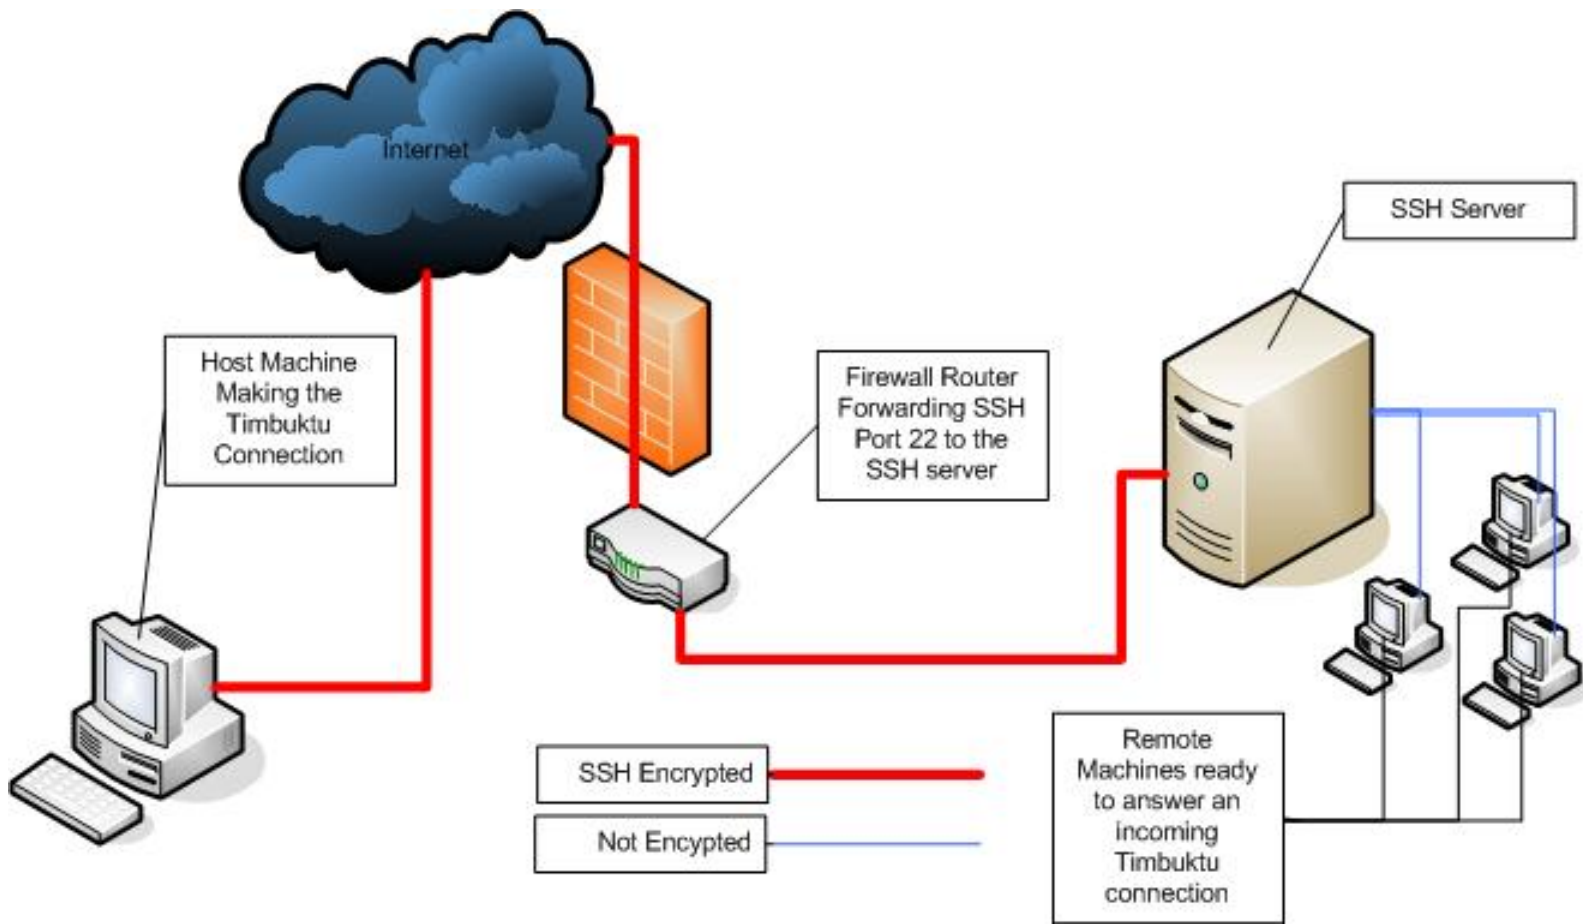 Internet
SSH Server
Host Machine
Making the
Timbuktu
Connection
Firewall Router
Forwarding SSH
Port 22 to the
SSH server
SSH Encrypted
Not Encypted
Remote
Machines ready
to answer an
incoming
Timbuktu
connection